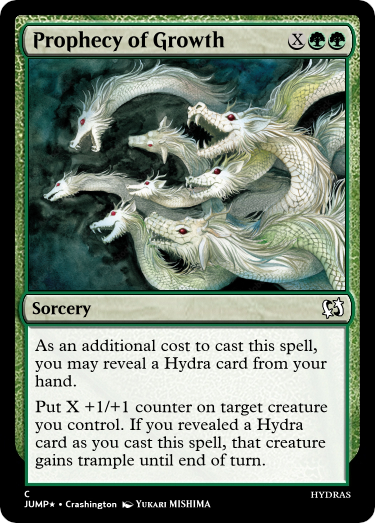 Prophecy of Growth X
Sorcery
As an additional cost to cast this spell,
you may reveal a Hydra card from your
hand.
Put X +1/+1 counter on target creature
you control. If you revealed a Hydra
card as you cast this spell, that creature
gains trample until end of turn.
C HYDRAS
JUMP★ • Crashington Yukari MISHIMA